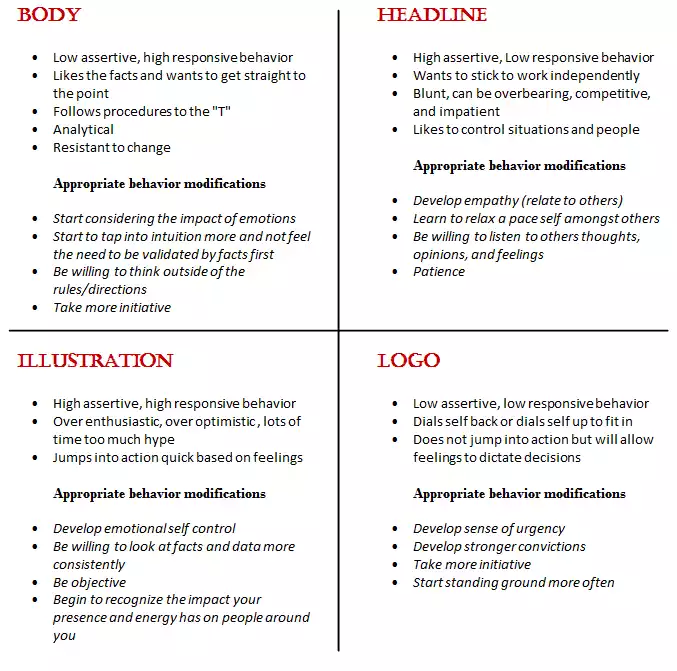 BODY
• Low assertive, high responsive behavior
• Likes the facts and wants to get straight to
the point
• Follows procedures to the "T"
• Analytical
• Resistant to change
Appropriate behavior modifications
• Start considering the impact of emotions
• Start to tap into intuition more and not feel
the need to be validated by facts first
• Be willing to think outside of the
rules/directions
• Take more initiative
HEADLINE
• High assertive, Low responsive behavior
• Wants to stick to work independently
• Blunt, can be overbearing, competitive,
and impatient
• Likes to control situations and people
Appropriate behavior modifications
• Develop empathy (relate to others)
• Learn to relax a pace self amongst others
• Be willing to listen to others thoughts,
opinions, and feelings
• Patience
ILLUSTRATION
• High assertive, high responsive behavior
• Over enthusiastic, over optimistic , lots of
time too much hype
• Jumps into action quick based on feelings
Appropriate behavior modifications
• Develop emotional self control
• Be willing to look at facts and data more
consistently
• Be objective
• Begin to recognize the impact your
presence and energy has on people around
you
LOGO
• Low assertive, low responsive behavior
• Dials self back or dials self up to fit in
• Does not jump into action but will allow
feelings to dictate decisions
Appropriate behavior modifications
• Develop sense of urgency
• Develop stronger convictions
• Take more initiative
• Start standing ground more often